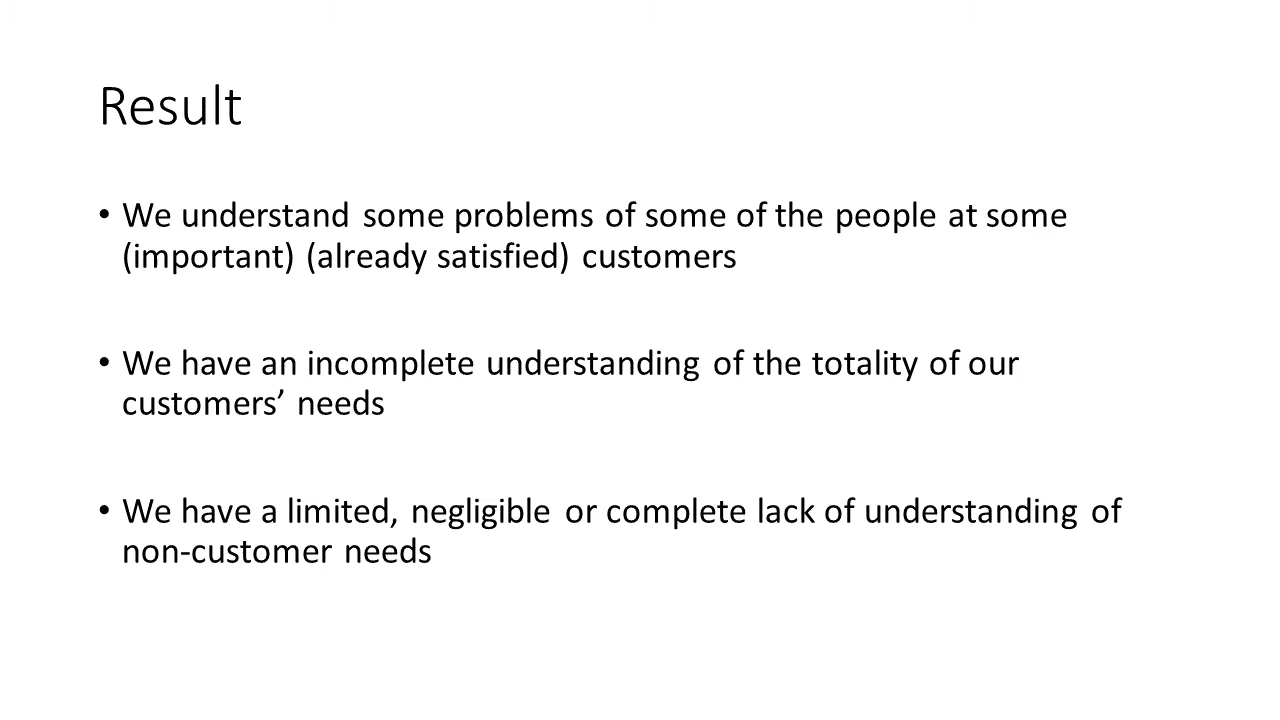 Result
• We understand some problems of some of the people at some
(important) (already satisfied) customers
• We have an incomplete understanding of the totality of our
customers’ needs
• We have a limited, negligible or complete lack of understanding of
non-customer needs